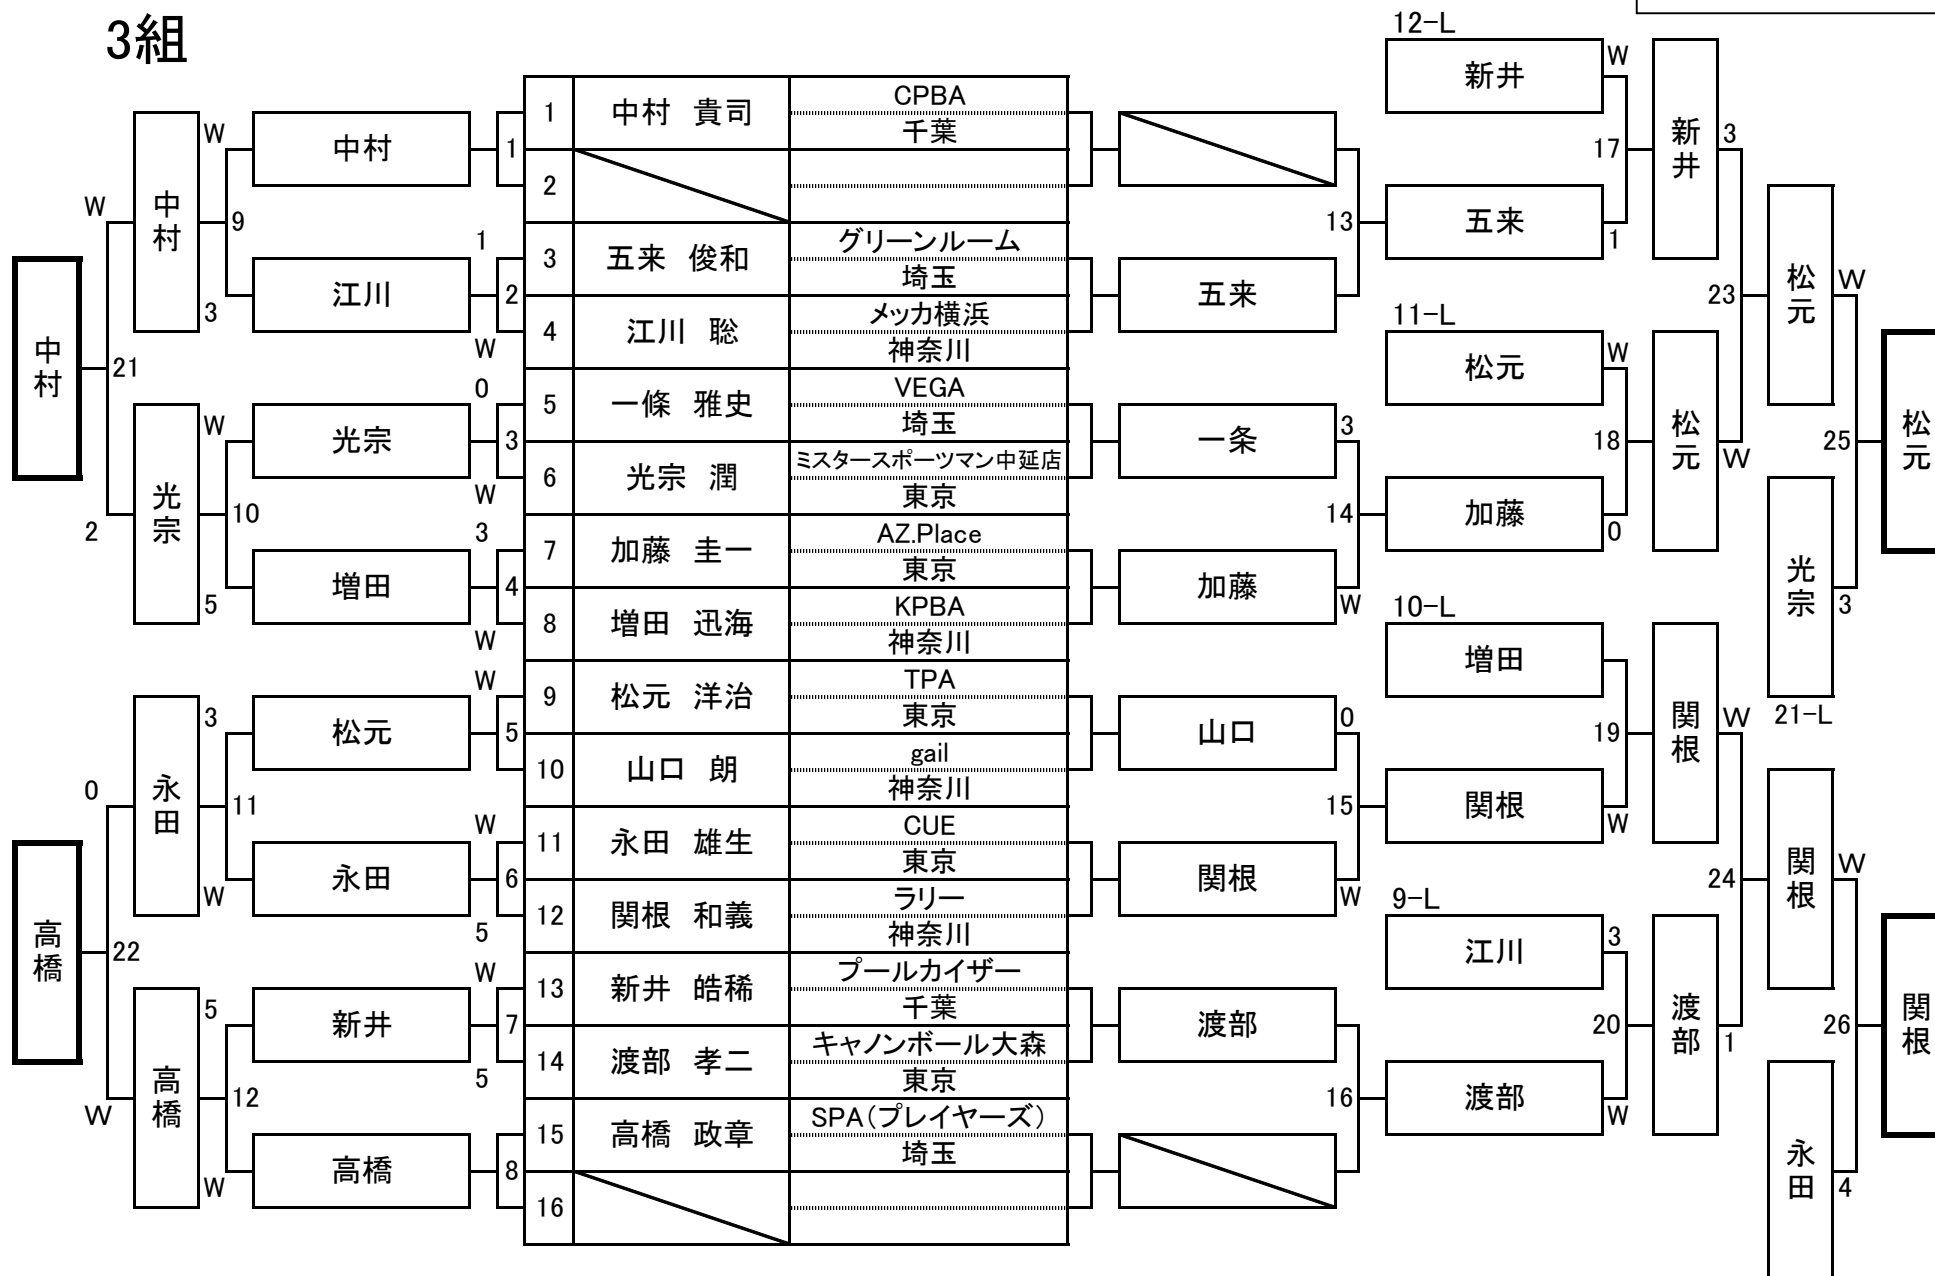 3組
1 中村 貴司 CPBA
千葉
2
3 五来 俊和 グリーンルーム
埼玉
4 江川 聡 メッカ横浜
神奈川
5 一條 雅史 VEGA
埼玉
6 光宗 潤 ミスタースポーツマン中延店
東京
7 加藤 圭一 AZ.Place
東京
8 増田 迅海 KPBA
神奈川
9 松元 洋治 TPA
東京
10 山口 朗 gail
神奈川
11 永田 雄生 CUE
東京
12 関根 和義 ラリー
神奈川
13 新井 皓稀 プールカイザー
千葉
14 渡部 孝二 キャノンボール大森
東京
15 高橋 政章 SPA(プレイヤーズ)
埼玉
16
1
1
2
W
0
3
W
3
4
W
W
5
W
6
5
W
7
5
8
中村
江川
光宗
増田
松元
永田
新井
高橋
W
9
3
W
10
5
3
11
W
5
12
W
中村
光宗
永田
高橋
W
21
2
0
22
W
中村
高橋
五来
一条
3
加藤
W
山口
0
関根
W
渡部
13
14
15
16
12-L
新井
W
17
五来
1
11-L
松元
W
18
加藤
0
10-L
増田
19
関根
W
9-L
江川
3
20
渡部
W
新井
3
23
松元
W
関根
W
24
渡部
1
松元
W
25
光宗
3
21-L
関根
W
26
永田
4
松元
関根